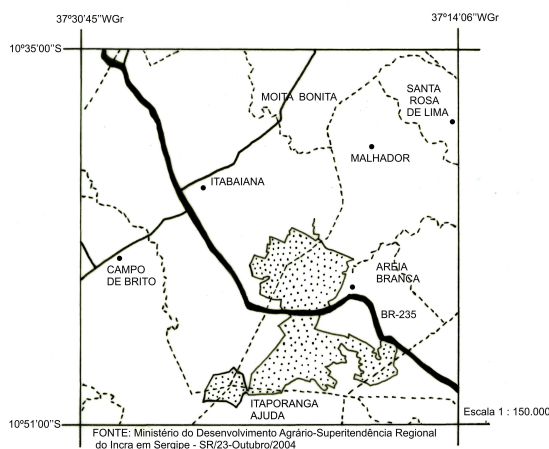 37°30'45''WGr
37°14'06''WGr
10°35'00''S
MOITA BONITA
SANTA
ROSA
DE LIMA
MALHADOR
ITABAIANA
CAMPO
DE BRITO
AREIA
BRANCA
BR-235
ITAPORANGA
AJUDA
10°51'00''S
Escala 1 : 150.000
FONTE: Ministério do Desenvolvimento Agrário-Superitendência Regional
do Incra em Sergipe - SR/23-Outubro/2004